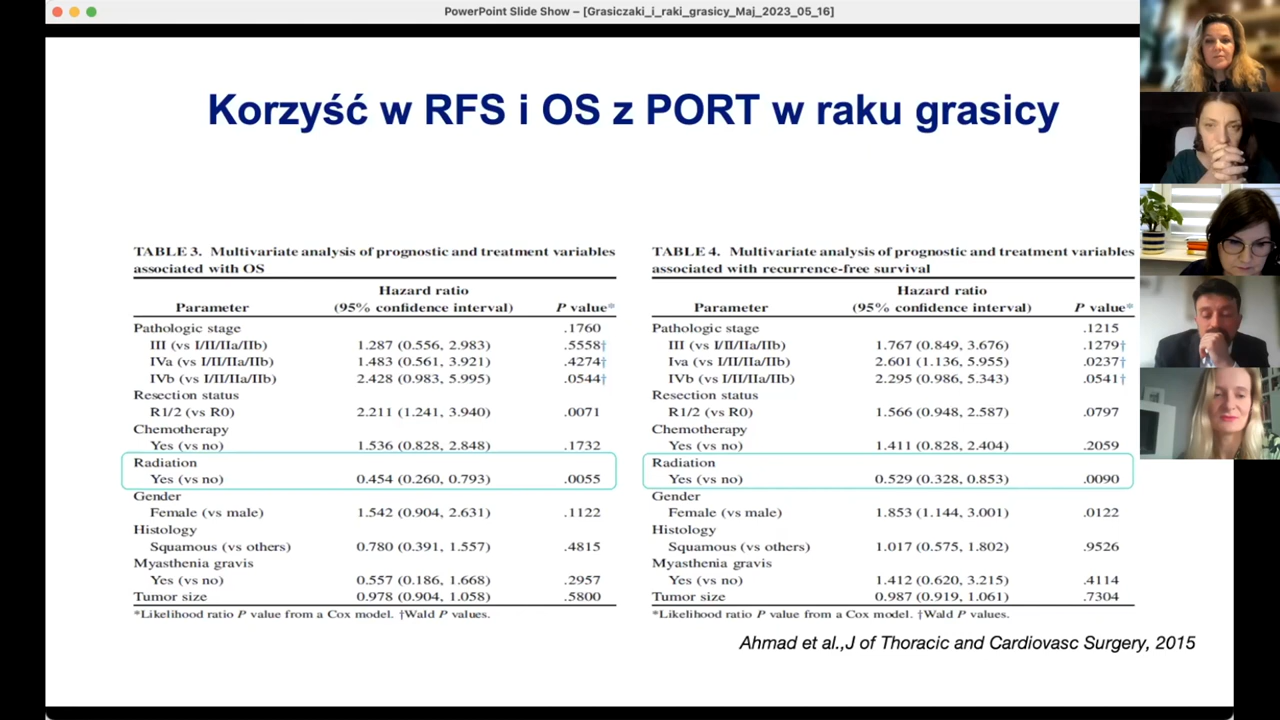 PowerPoint Slide Show – [Grasiczaki_i_raki_grasicy_Maj_2023_05_16]
Korzyść w RFS i OS z PORT w raku grasicy
TABLE 3. Multivariate analysis of prognostic and treatment variables
associated with OS
Hazard ratio
Parameter (95% confidence interval) P value*
Pathologic stage .1760
III (vs I/II/IIa/IIb) 1.287 (0.556, 2.983) .5558†
IVa (vs I/II/IIa/IIb) 1.483 (0.561, 3.921) .4274†
IVb (vs I/II/IIa/IIb) 2.428 (0.983, 5.995) .0544†
Resection status
R1/2 (vs R0) 2.211 (1.241, 3.940) .0071
Chemotherapy
Yes (vs no) 1.536 (0.828, 2.848) .1732
Radiation
Yes (vs no) 0.454 (0.260, 0.793) .0055
Gender
Female (vs male) 1.542 (0.904, 2.631) .1122
Histology
Squamous (vs others) 0.780 (0.391, 1.557) .4815
Myasthenia gravis
Yes (vs no) 0.557 (0.186, 1.668) .2957
Tumor size 0.978 (0.904, 1.058) .5800
*Likelihood ratio P value from a Cox model. †Wald P values.
TABLE 4. Multivariate analysis of prognostic and treatment variables
associated with recurrence-free survival
Hazard ratio
Parameter (95% confidence interval) P value*
Pathologic stage .1215
III (vs I/II/IIa/IIb) 1.767 (0.849, 3.676) .1279†
Iva (vs I/II/IIa/IIb) 2.601 (1.136, 5.955) .0237†
IVb (vs I/II/IIa/IIb) 2.295 (0.986, 5.343) .0541†
Resection status
R1/2 (vs R0) 1.566 (0.948, 2.587) .0797
Chemotherapy
Yes (vs no) 1.411 (0.828, 2.404) .2059
Radiation
Yes (vs no) 0.529 (0.328, 0.853) .0090
Gender
Female (vs male) 1.853 (1.144, 3.001) .0122
Histology
Squamous (vs others) 1.017 (0.575, 1.802) .9526
Myasthenia gravis
Yes (vs no) 1.412 (0.620, 3.215) .4114
Tumor size 0.987 (0.919, 1.061) .7304
*Likelihood ratio P value from a Cox model. †Wald P values.
Ahmad et al.,J of Thoracic and Cardiovasc Surgery, 2015